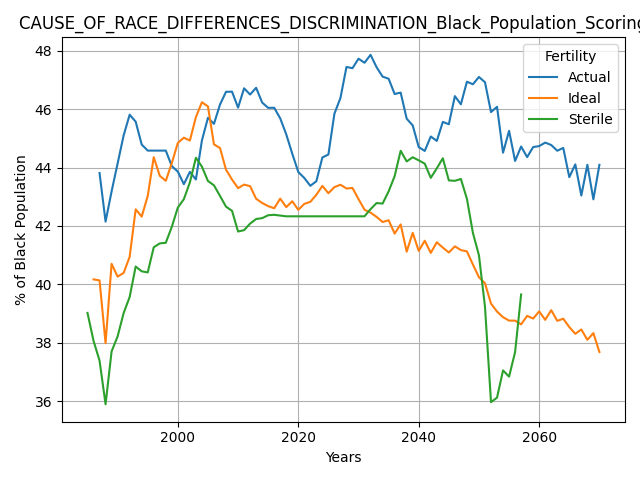 CAUSE_OF_RACE_DIFFERENCES_DISCRIMINATION_Black_Population_Scoring
Fertility
Actual
Ideal
Sterile
% of Black Population
48
46
44
42
40
38
36
2000
2020
2040
2060
Years